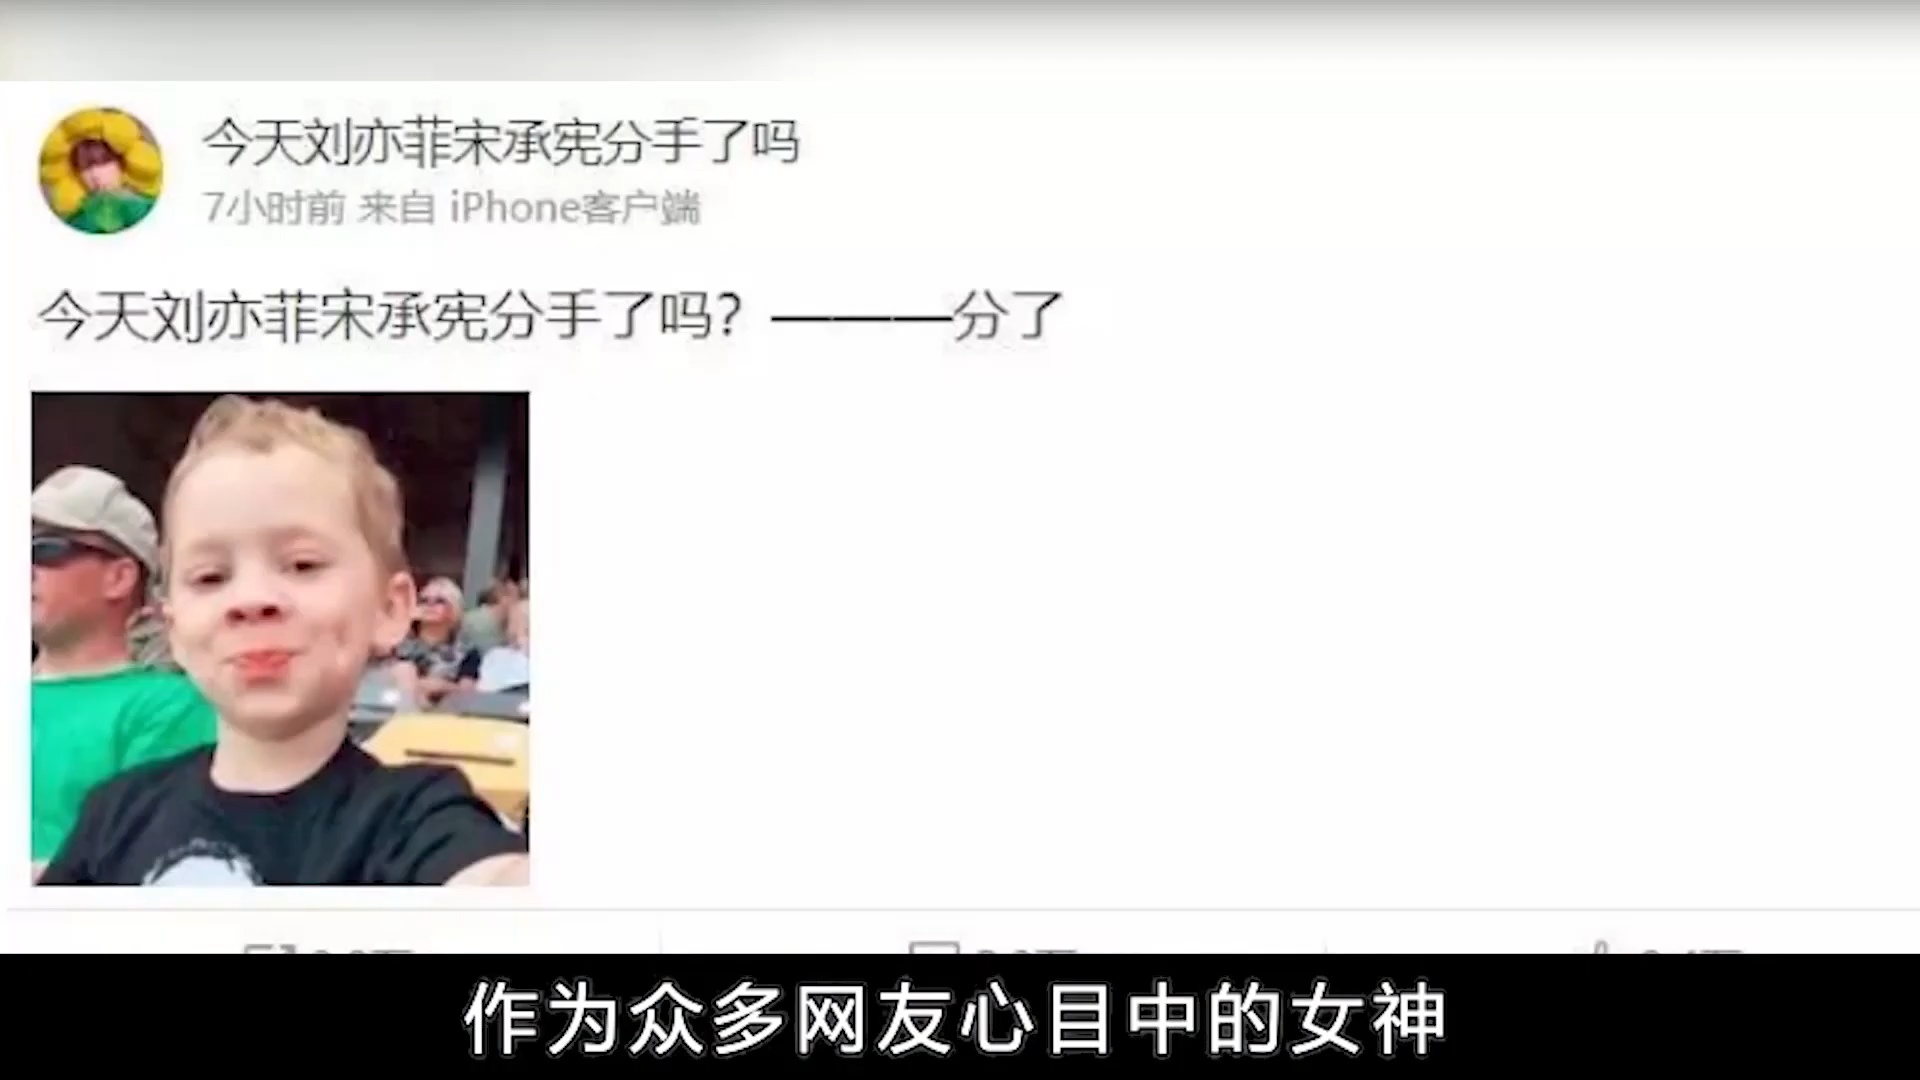 今天刘亦菲宋承宪分手了吗
7小时前 来自 iPhone客户端
今天刘亦菲宋承宪分手了吗？———分了
作为众多网友心目中的女神